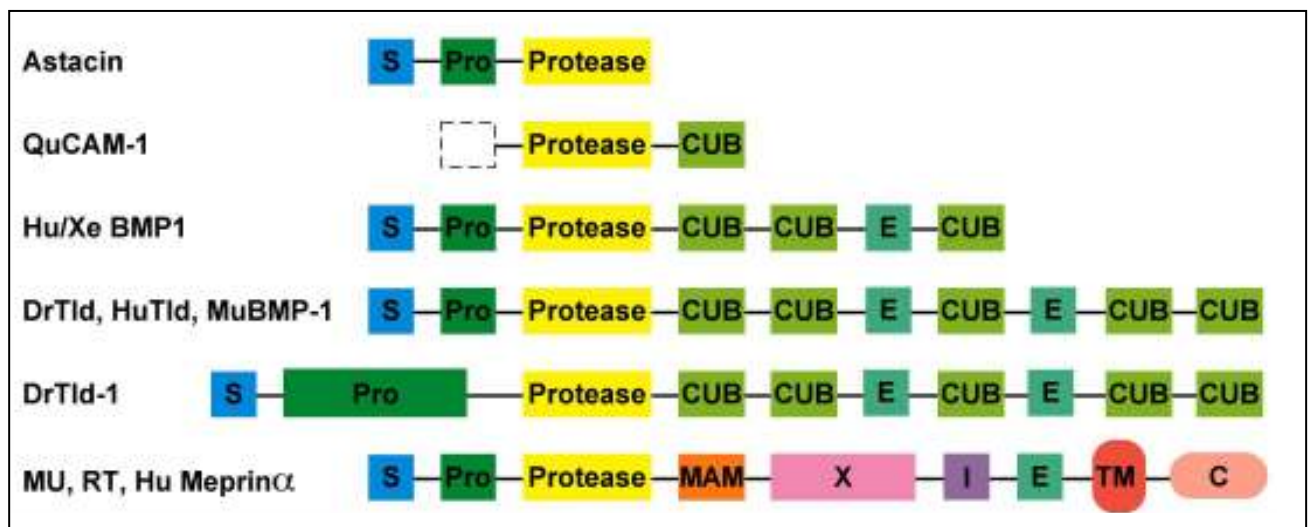 Astacin S Pro Protease
QuCAM-1 Protease CUB
Hu/Xe BMP1 S Pro Protease CUB CUB E CUB
DrTld, HuTld, MuBMP-1 S Pro Protease CUB CUB E CUB E CUB CUB
DrTld-1 S Pro Protease CUB CUB E CUB E CUB CUB
MU, RT, Hu Meprinα S Pro Protease MAM X I E TM C